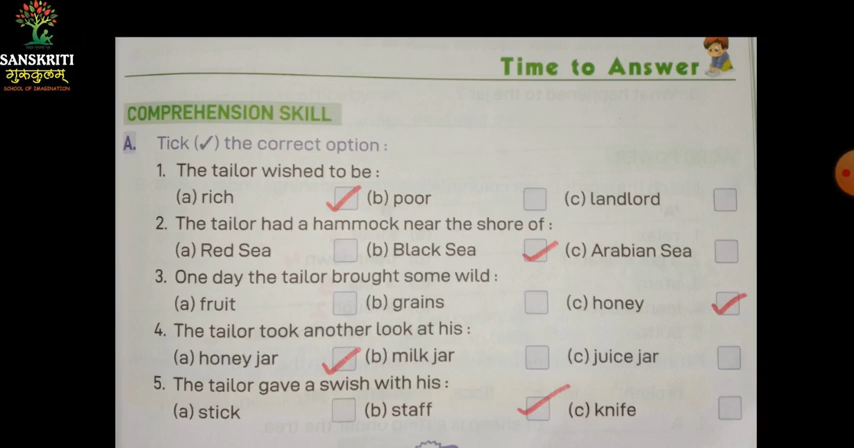 SANSKRITI
गुरुकुलम्
SCHOOL OF IMAGINATION
Time to Answer
COMPREHENSION SKILL
A. Tick (✓) the correct option :
1. The tailor wished to be :
(a) rich (b) poor (c) landlord
2. The tailor had a hammock near the shore of :
(a) Red Sea (b) Black Sea (c) Arabian Sea
3. One day the tailor brought some wild :
(a) fruit (b) grains (c) honey
4. The tailor took another look at his :
(a) honey jar (b) milk jar (c) juice jar
5. The tailor gave a swish with his :
(a) stick (b) staff (c) knife